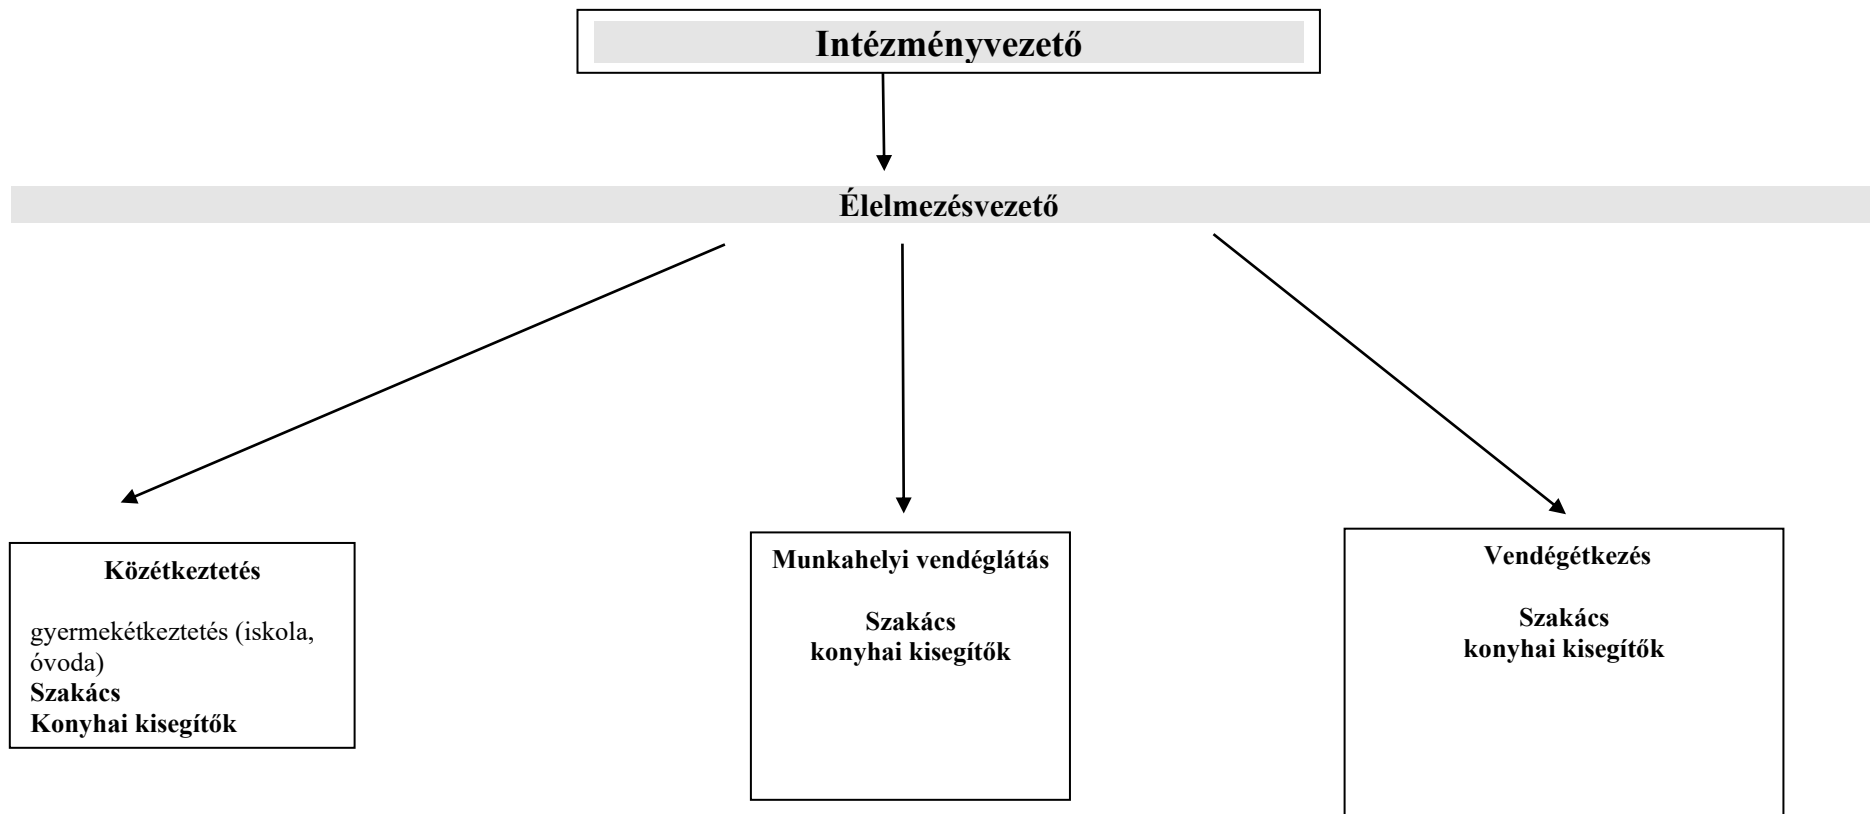 Intézményvezető
Élelmezésvezető
Közétkeztetés
gyermekétkeztetés (iskola,
óvoda)
Szakács
Konyhai kisegítők
Munkahelyi vendéglátás
Szakács
konyhai kisegítők
Vendégétkezés
Szakács
konyhai kisegítők